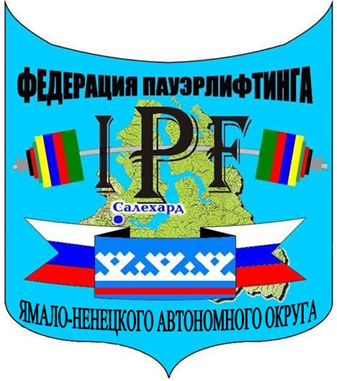 ФЕДЕРАЦИЯ ПАУЭРЛИФТИНГА
IPF
Салехард
ЯМАЛО-НЕНЕЦКОГО АВТОНОМНОГО ОКРУГА